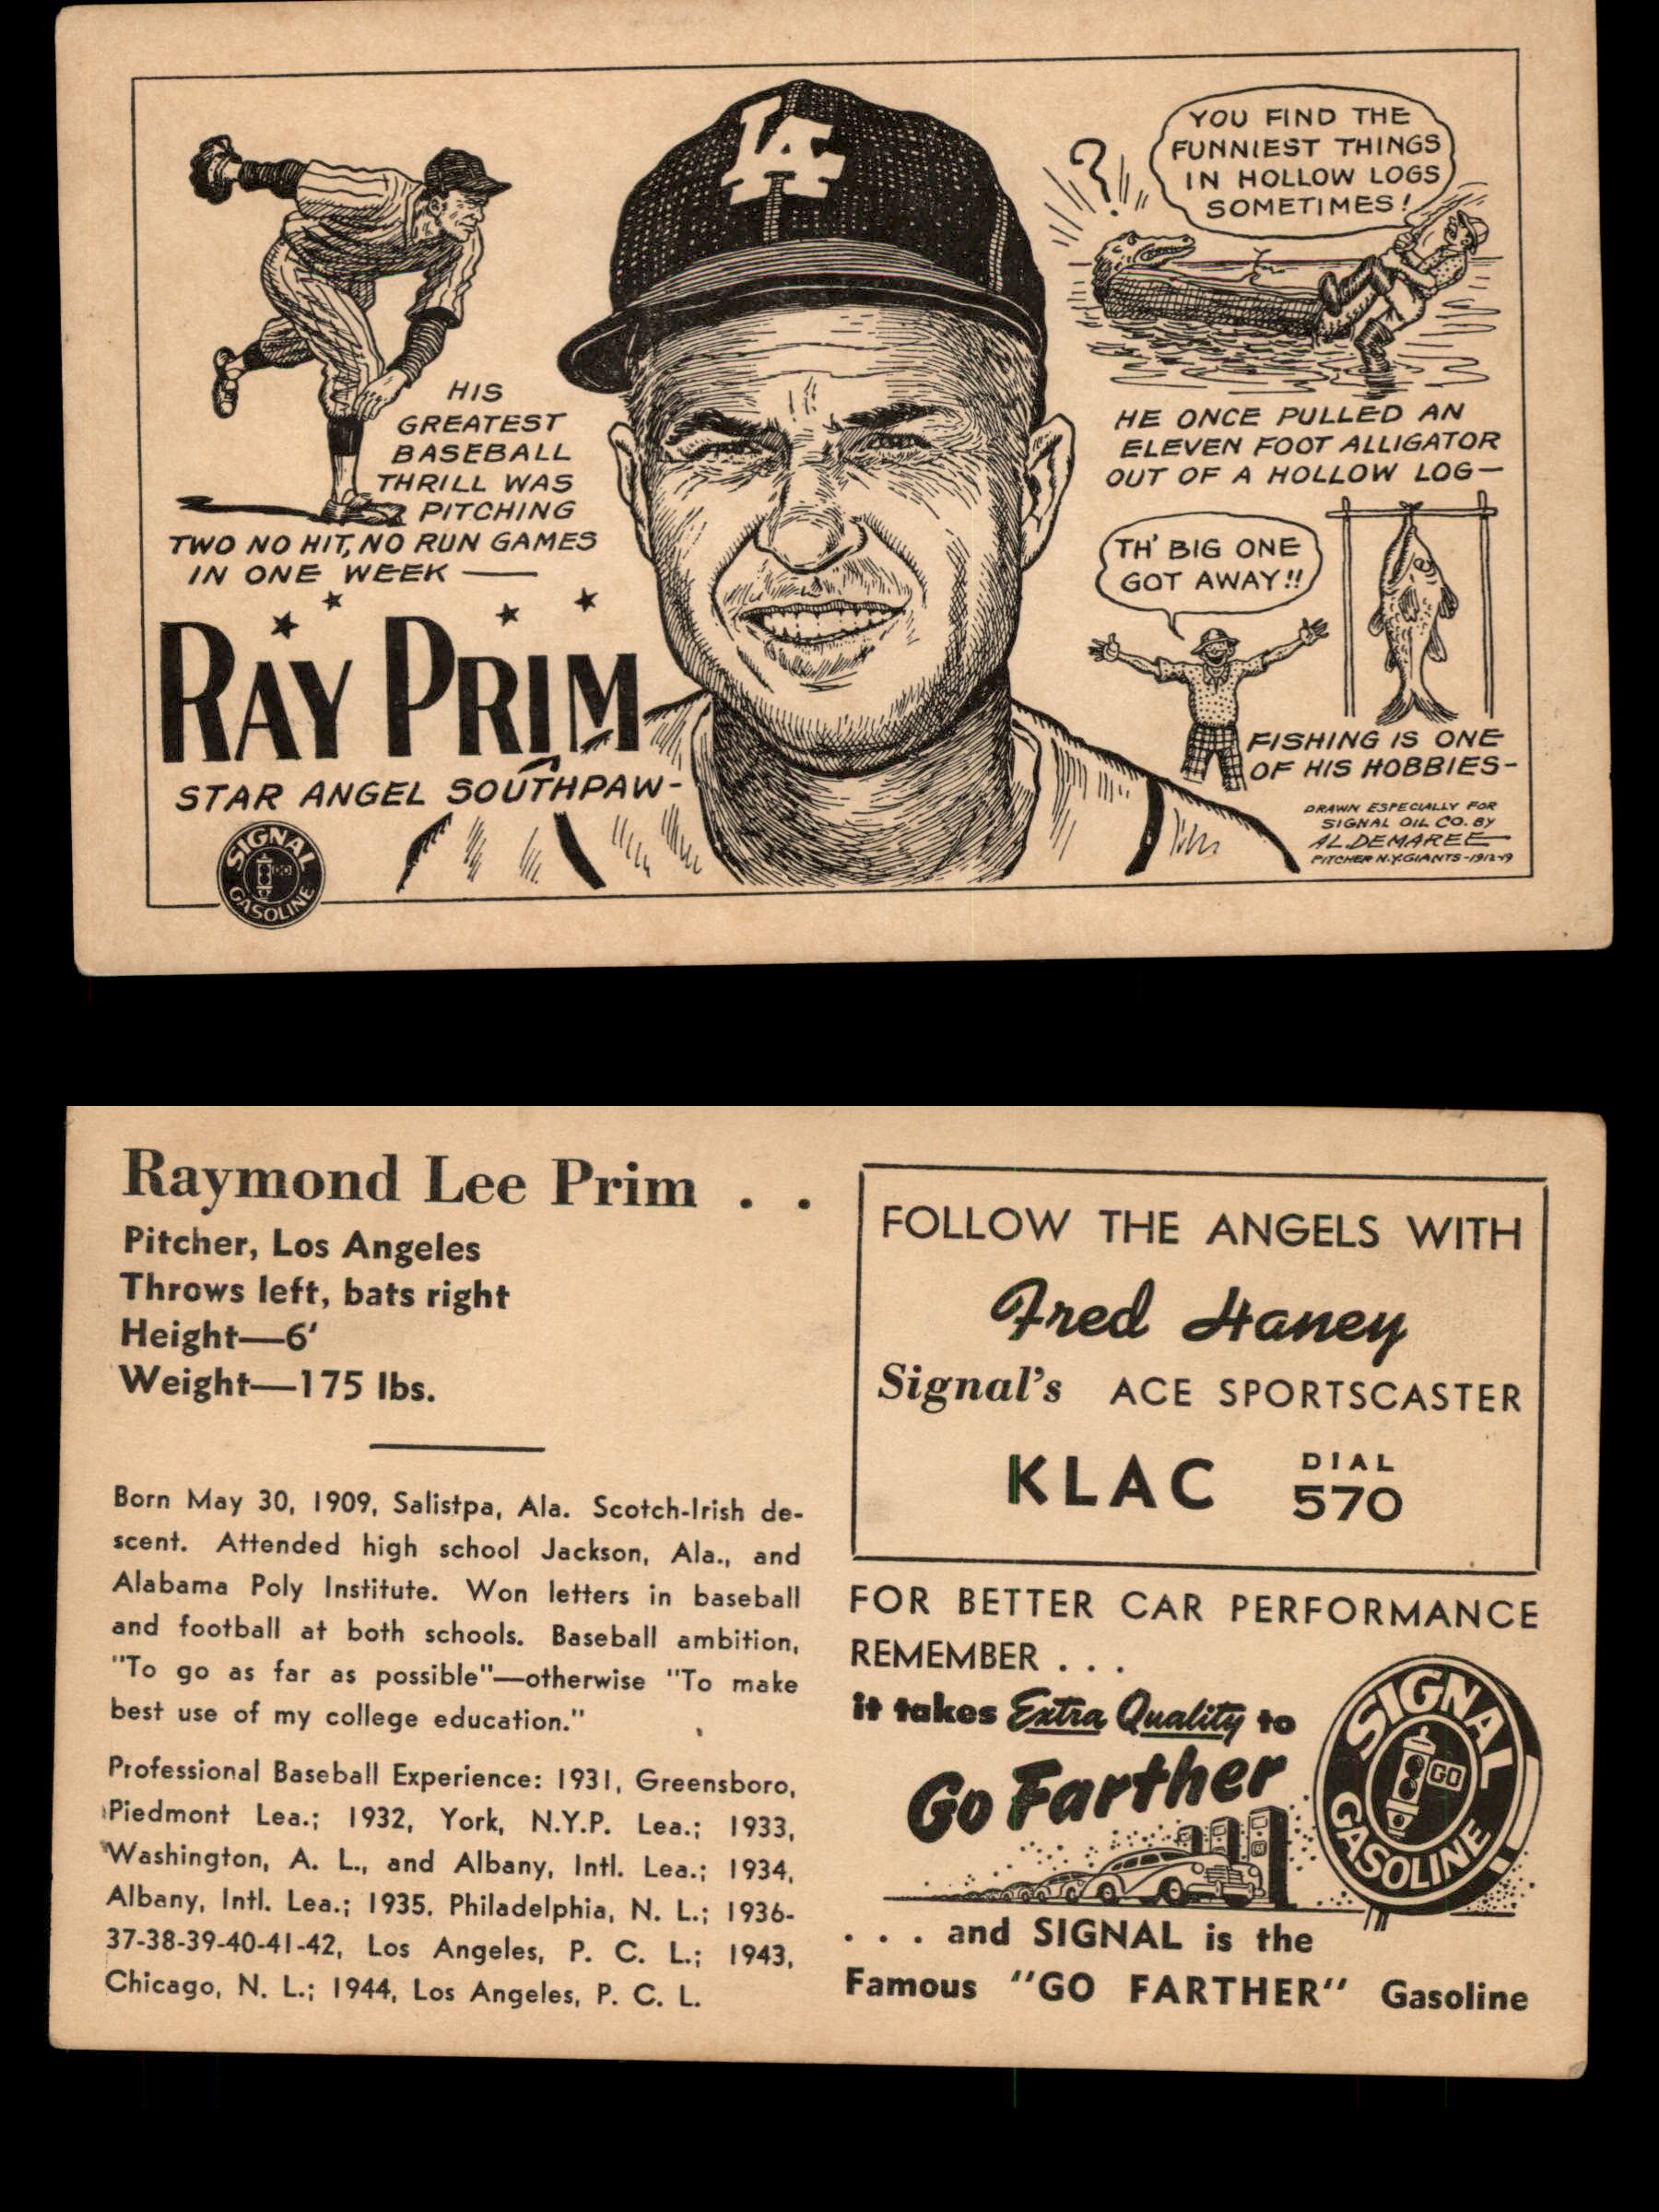 LA
YOU FIND THE
FUNNIEST THINGS
IN HOLLOW LOGS
SOMETIMES!
?
HIS
GREATEST
BASEBALL
THRILL WAS
PITCHING
TWO NO HIT, NO RUN GAMES
IN ONE WEEK —
HE ONCE PULLED AN
ELEVEN FOOT ALLIGATOR
OUT OF A HOLLOW LOG—
TH' BIG ONE
GOT AWAY!!
RAY PRIM
STAR ANGEL SOUTHPAW-
FISHING IS ONE
OF HIS HOBBIES-
DRAWN ESPECIALLY FOR
SIGNAL OIL CO. BY
AL. DEMAREE
PITCHER N.Y. GIANTS-1912-19
SIGNAL
GO
GASOLINE
Raymond Lee Prim . .
Pitcher, Los Angeles
Throws left, bats right
Height—6'
Weight—175 lbs.
Born May 30, 1909, Salistpa, Ala. Scotch-Irish de-
scent. Attended high school Jackson, Ala., and
Alabama Poly Institute. Won letters in baseball
and football at both schools. Baseball ambition,
"To go as far as possible"—otherwise "To make
best use of my college education."
Professional Baseball Experience: 1931, Greensboro,
Piedmont Lea.; 1932, York, N.Y.P. Lea.; 1933,
Washington, A. L., and Albany, Intl. Lea.; 1934,
Albany, Intl. Lea.; 1935, Philadelphia, N. L.; 1936-
37-38-39-40-41-42, Los Angeles, P. C. L.; 1943,
Chicago, N. L.; 1944, Los Angeles, P. C. L.
FOLLOW THE ANGELS WITH
Fred Haney
Signal's ACE SPORTSCASTER
KLAC DIAL
570
FOR BETTER CAR PERFORMANCE
REMEMBER . . .
it takes Extra Quality to
Go Farther
SIGNAL
GO
GASOLINE
. . . and SIGNAL is the
Famous "GO FARTHER" Gasoline